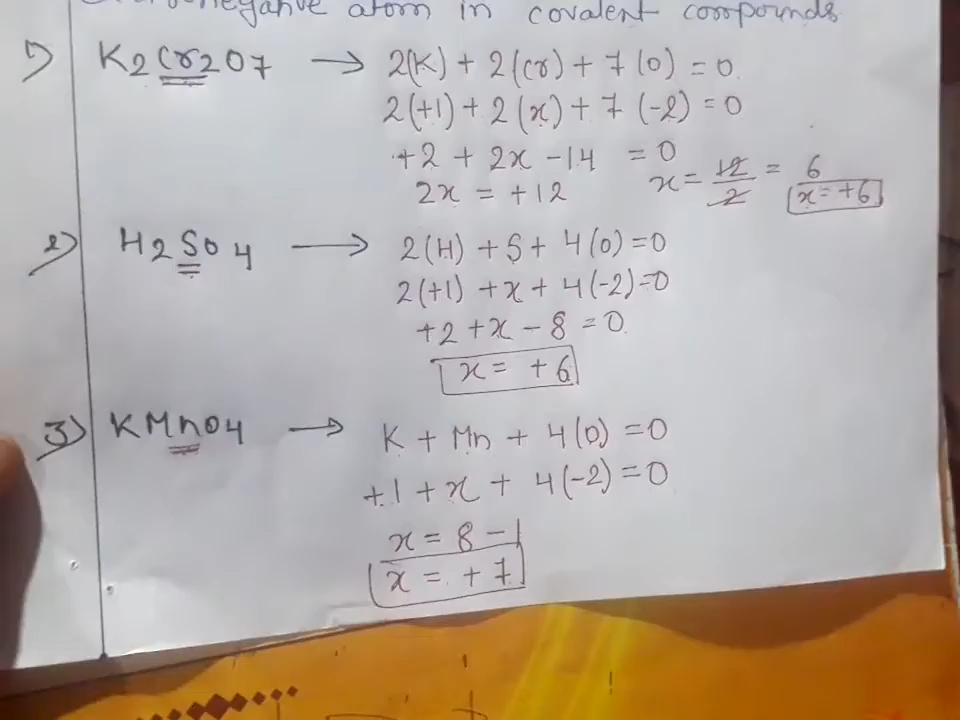 electronegative atom in covalent compounds
1) K2Cr2O7 → 2(K) + 2(Cr) + 7(O) = 0
2(+1) + 2(x) + 7(-2) = 0
+2 + 2x - 14 = 0
2x = +12 x = 12/2 = 6 x = +6
2) H2SO4 → 2(H) + S + 4(O) = 0
2(+1) + x + 4(-2) = 0
+2 + x - 8 = 0
x = +6
3) KMnO4 → K + Mn + 4(O) = 0
+1 + x + 4(-2) = 0
x = 8 - 1
x = +7